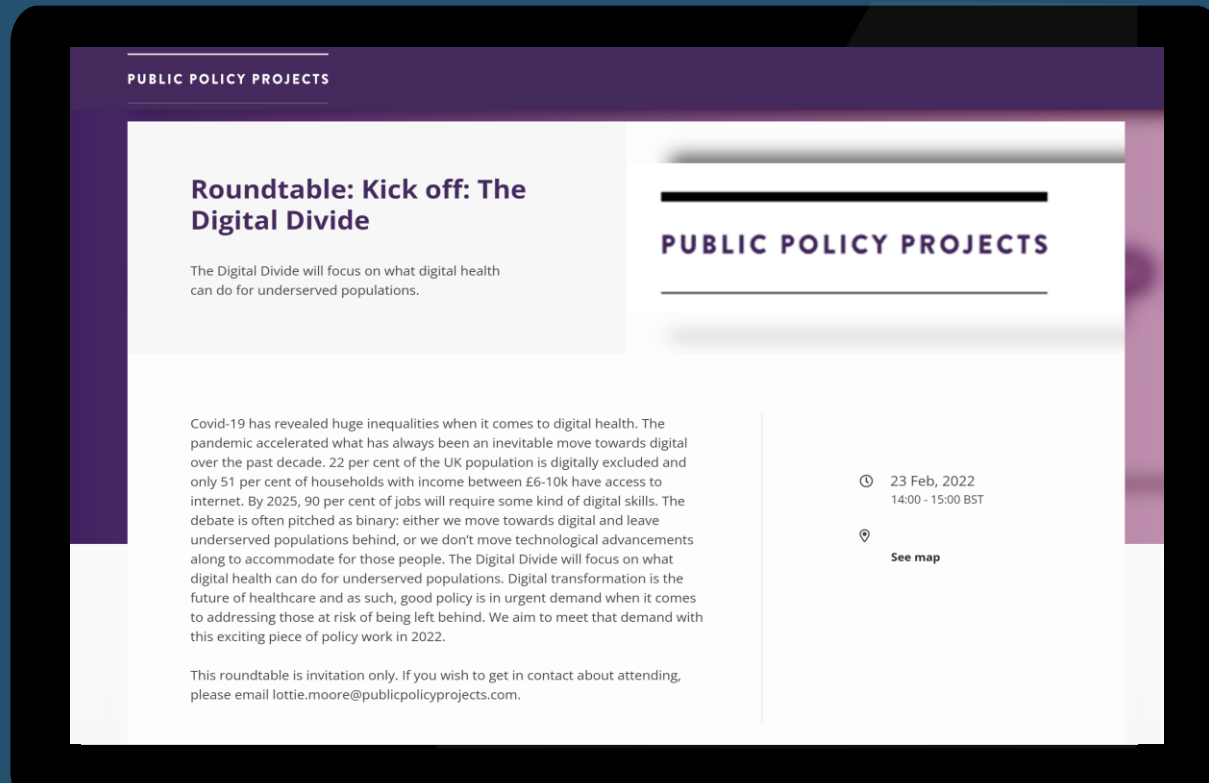 PUBLIC POLICY PROJECTS
Roundtable: Kick off: The
Digital Divide
The Digital Divide will focus on what digital health
can do for underserved populations.
PUBLIC POLICY PROJECTS
Covid-19 has revealed huge inequalities when it comes to digital health. The
pandemic accelerated what has always been an inevitable move towards digital
over the past decade. 22 per cent of the UK population is digitally excluded and
only 51 per cent of households with income between £6-10k have access to
internet. By 2025, 90 per cent of jobs will require some kind of digital skills. The
debate is often pitched as binary: either we move towards digital and leave
underserved populations behind, or we don’t move technological advancements
along to accommodate for those people. The Digital Divide will focus on what
digital health can do for underserved populations. Digital transformation is the
future of healthcare and as such, good policy is in urgent demand when it comes
to addressing those at risk of being left behind. We aim to meet that demand with
this exciting piece of policy work in 2022.
This roundtable is invitation only. If you wish to get in contact about attending,
please email lottie.moore@publicpolicyprojects.com.
23 Feb, 2022
14:00 - 15:00 BST
See map